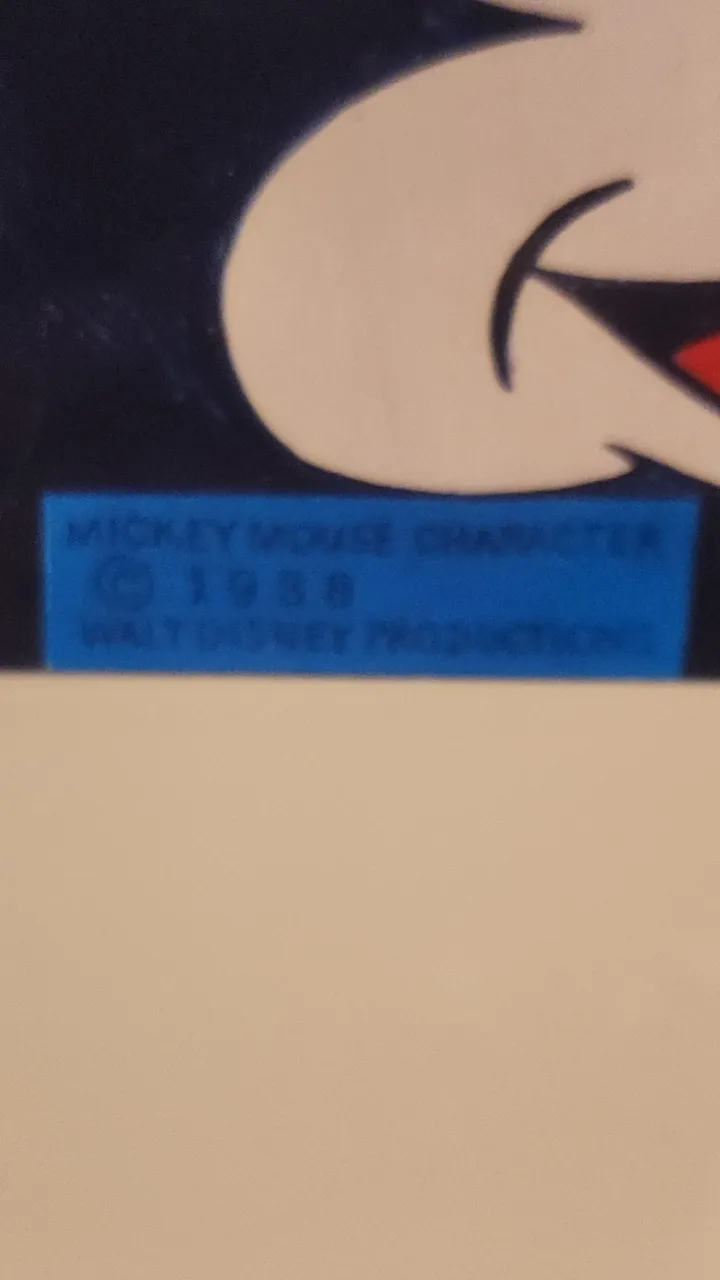 MICKEY MOUSE CHARACTER
©
WALT DISNEY PRODUCTIONS